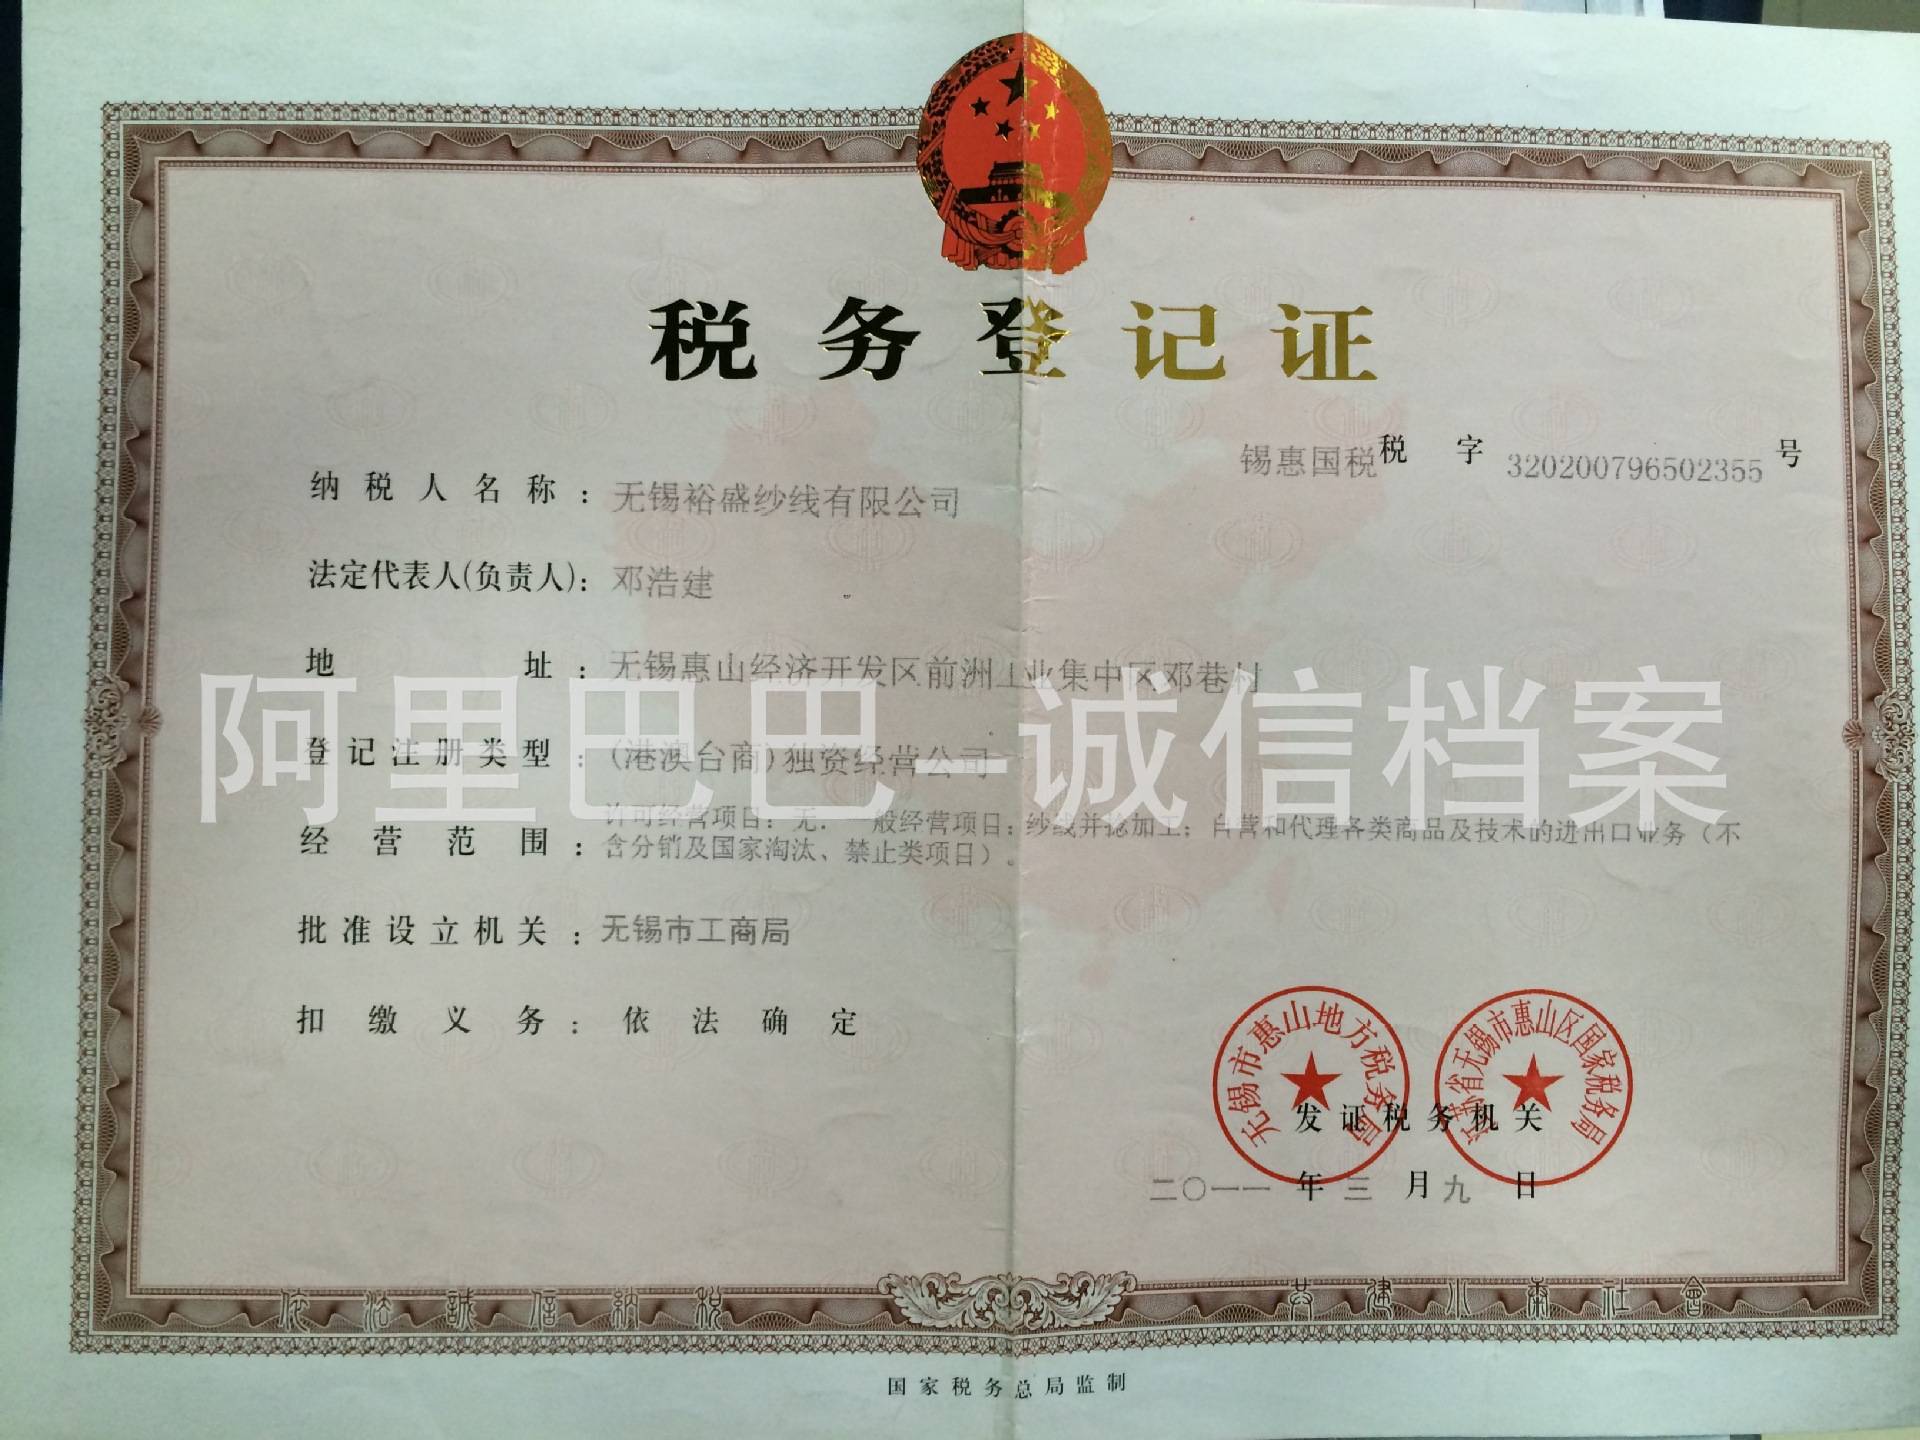 税务登记证
锡惠国税税 字 320200796502355 号
纳税人名称：无锡裕盛纱线有限公司
法定代表人(负责人)：邓浩建
地址：无锡惠山经济开发区前洲工业集中区邓巷村
阿里巴巴-诚信档案
登记注册类型：(港澳台商)独资经营公司
经营范围：许可经营项目：无．一般经营项目：纱线并捻加工；自营和代理各类商品及技术的进出口业务（不
含分销及国家淘汰、禁止类项目）。
批准设立机关：无锡市工商局
扣缴义务：依法确定
无锡市惠山地方税务局
江苏省无锡市惠山区国家税务局
发证税务机关
二〇一一 年 三 月 九 日
依法誠信納税
共建小康社會
国家税务总局监制